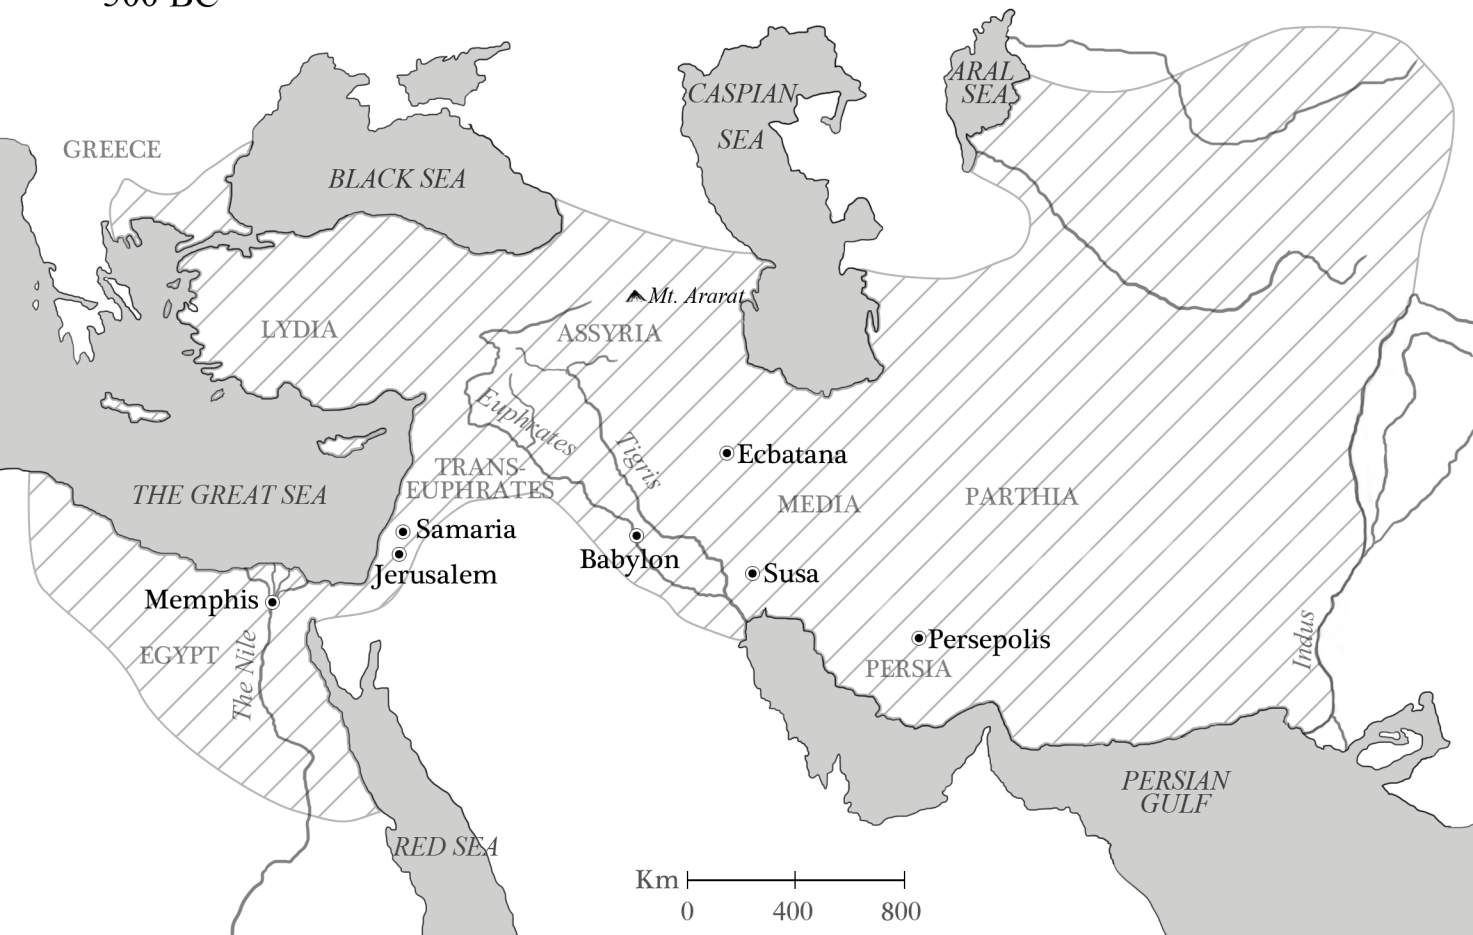 500 BC
GREECE
BLACK SEA
CASPIAN
SEA
ARAL
SEA
Mt. Ararat
LYDIA
ASSYRIA
Euphrates
Tigris
Ecbatana
TRANS-
EUPHRATES
THE GREAT SEA
MEDIA
PARTHIA
Samaria
Jerusalem
Babylon
Susa
Memphis
EGYPT
The Nile
Persepolis
PERSIA
Indus
PERSIAN
GULF
RED SEA
Km
0 400 800